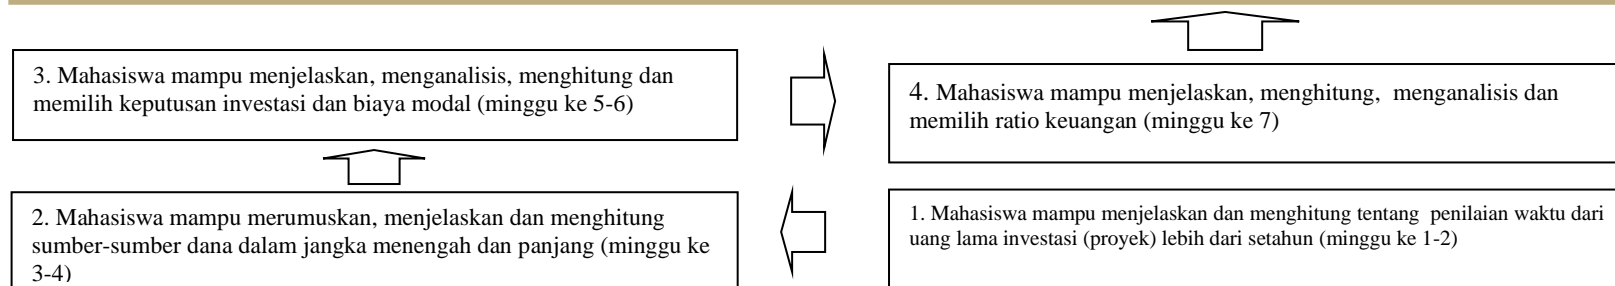 3. Mahasiswa mampu menjelaskan, menganalisis, menghitung dan
memilih keputusan investasi dan biaya modal (minggu ke 5-6)
4. Mahasiswa mampu menjelaskan, menghitung, menganalisis dan
memilih ratio keuangan (minggu ke 7)
2. Mahasiswa mampu merumuskan, menjelaskan dan menghitung
sumber-sumber dana dalam jangka menengah dan panjang (minggu ke
3-4)
1. Mahasiswa mampu menjelaskan dan menghitung tentang penilaian waktu dari
uang lama investasi (proyek) lebih dari setahun (minggu ke 1-2)